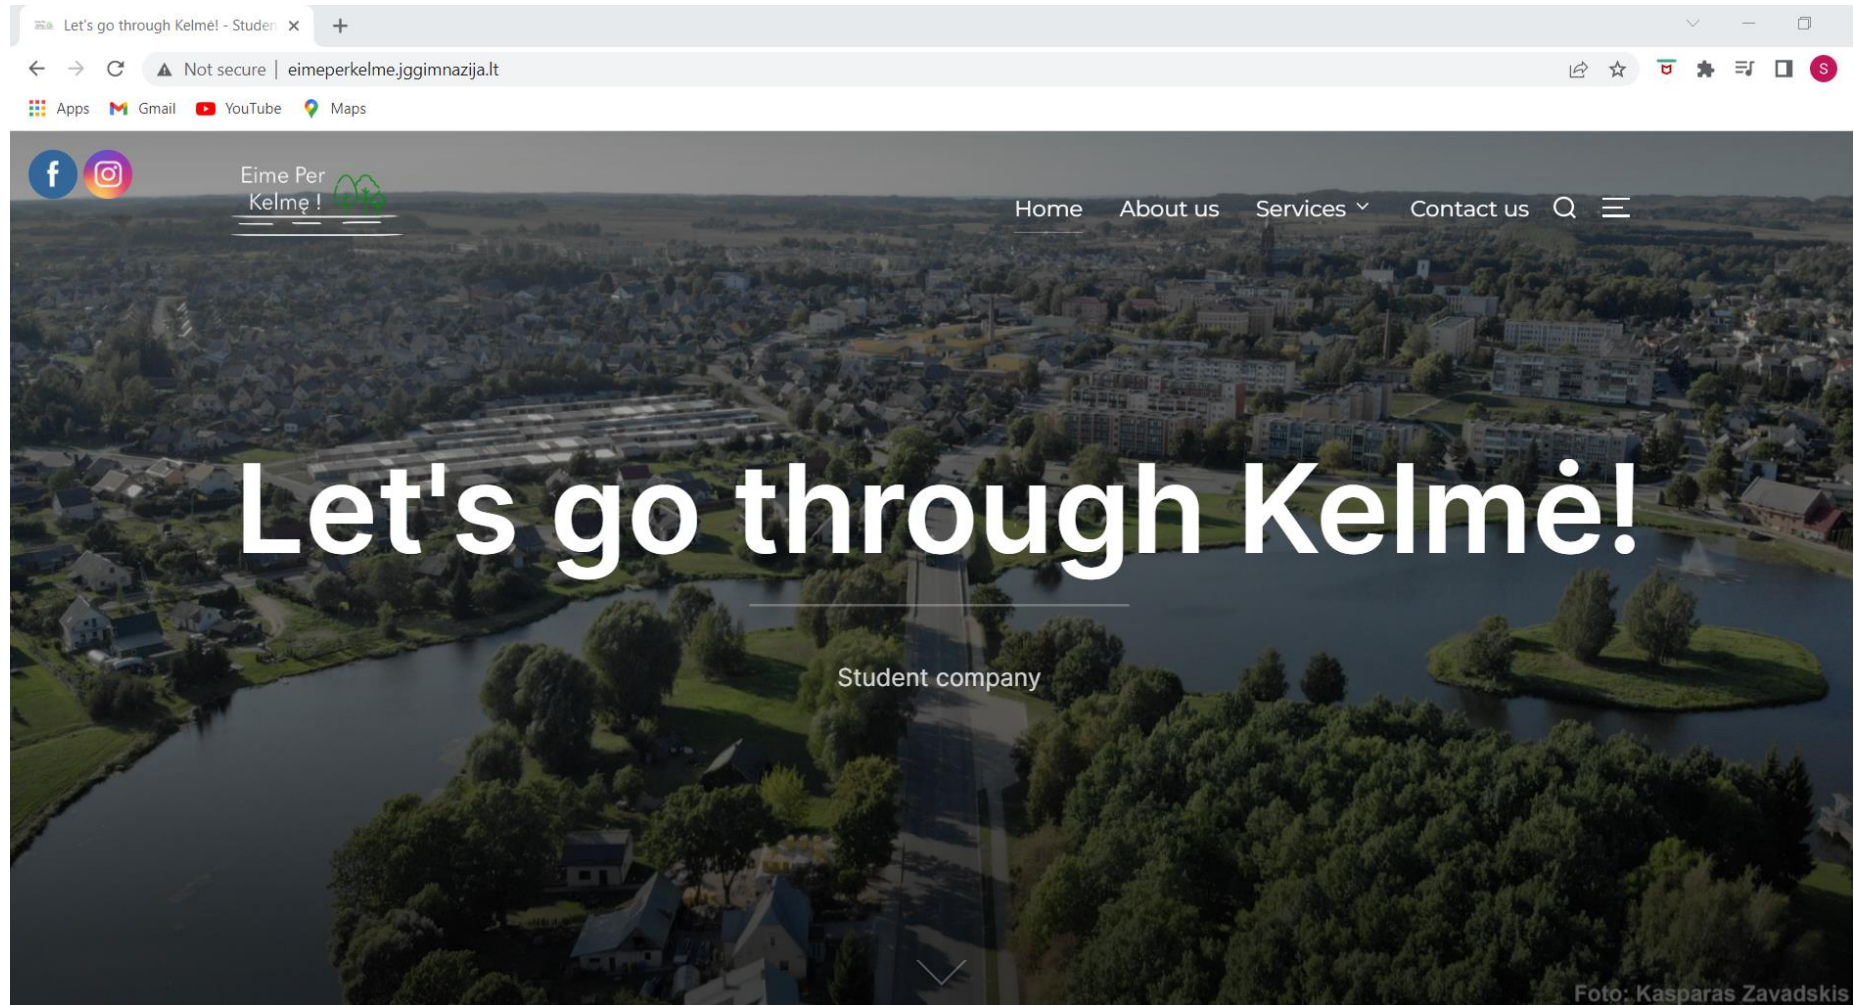 Let's go through Kelmė! - Studen
Not secure | eimeperkelme.jggimnazija.lt
S
Apps Gmail YouTube Maps
Eime Per
Kelmę !
Home About us Services Contact us
Let's go through Kelmė!
Student company
Foto: Kasparas Zavadskis